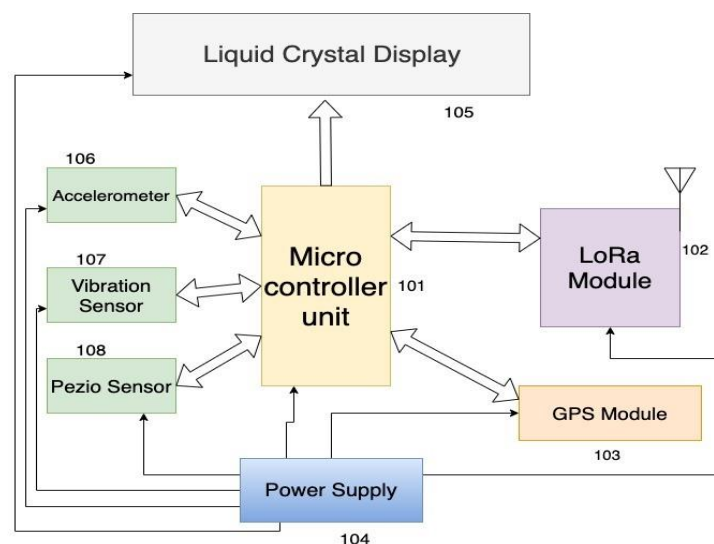 Liquid Crystal Display
105
106
Accelerometer
107
Vibration
Sensor
108
Pezio Sensor
Micro
controller
unit
101
LoRa
Module
102
GPS Module
103
Power Supply
104